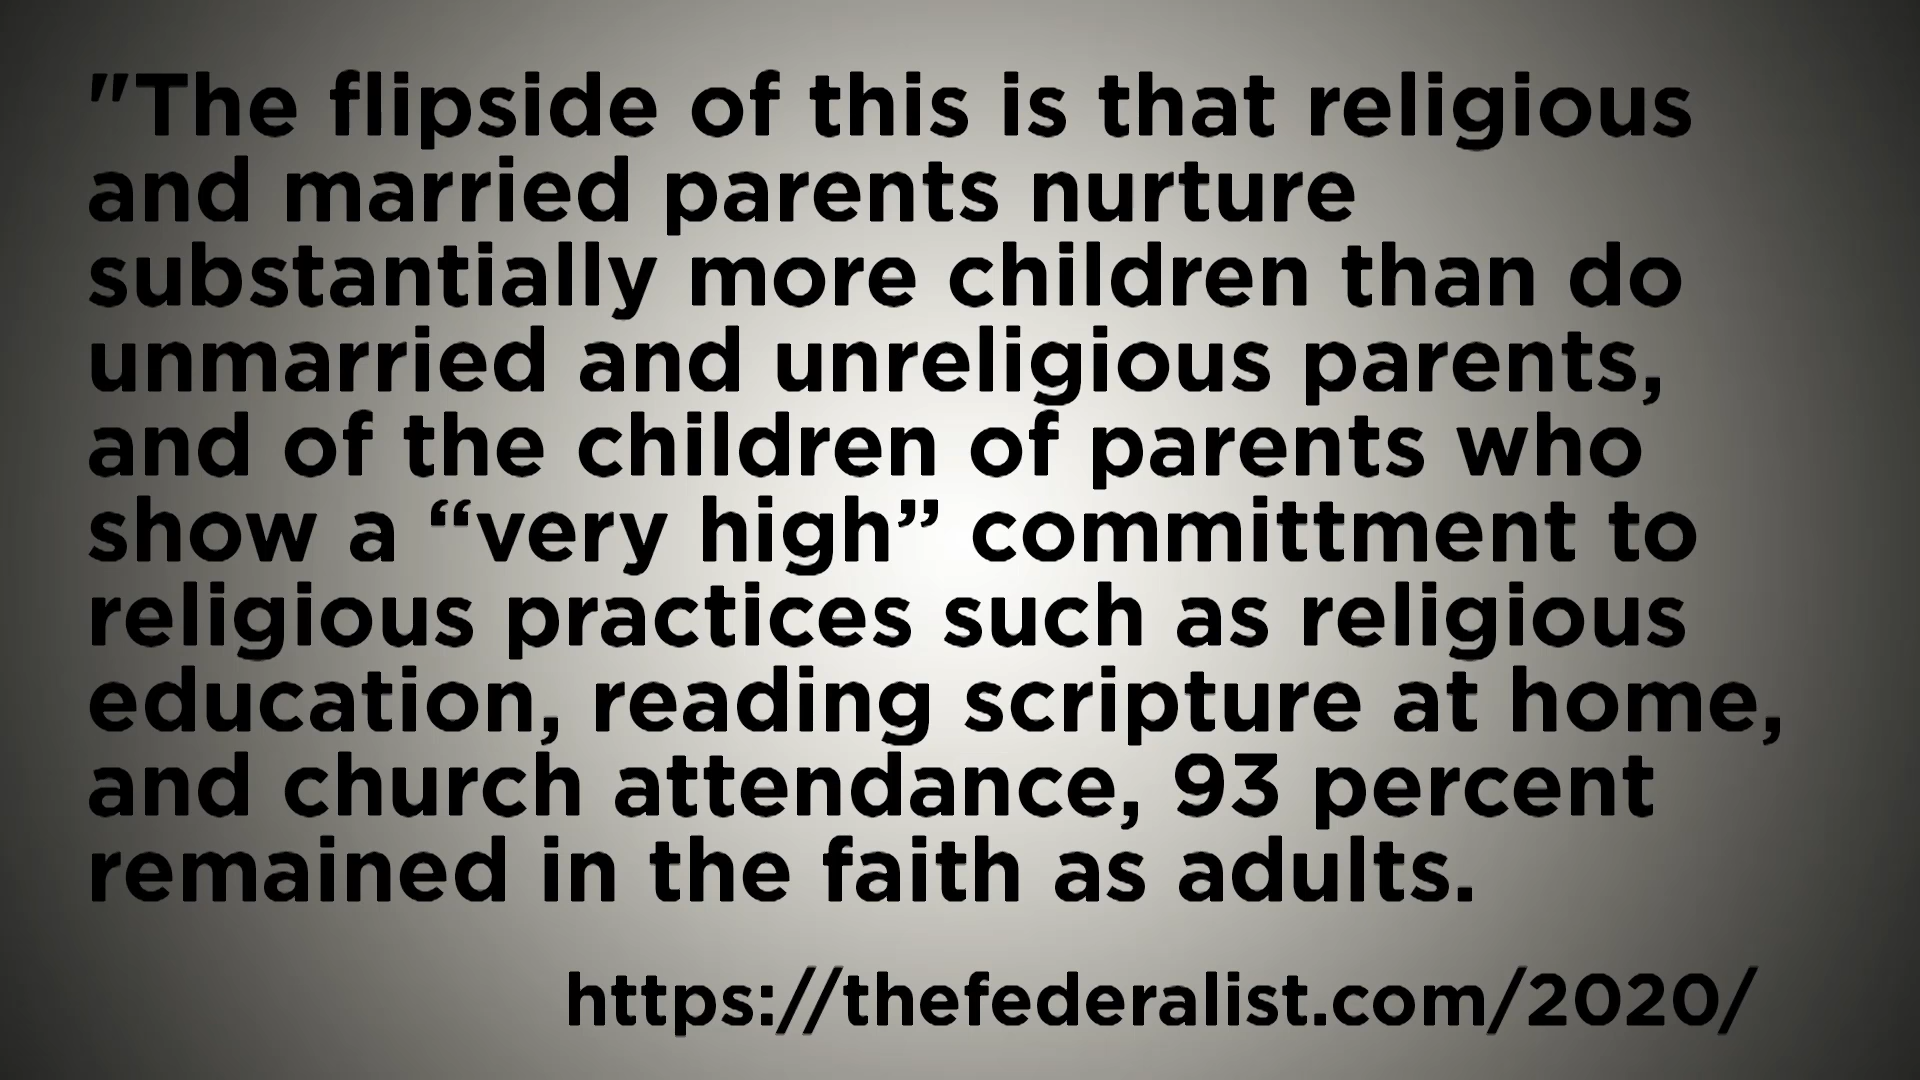 "The flipside of this is that religious
and married parents nurture
substantially more children than do
unmarried and unreligious parents,
and of the children of parents who
show a “very high” committment to
religious practices such as religious
education, reading scripture at home,
and church attendance, 93 percent
remained in the faith as adults.
https://thefederalist.com/2020/